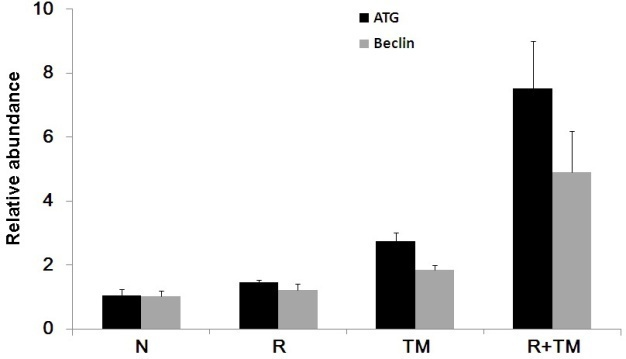 10
ATG
Beclin
8
6
4
2
0
Relative abundance
N R TM R+TM